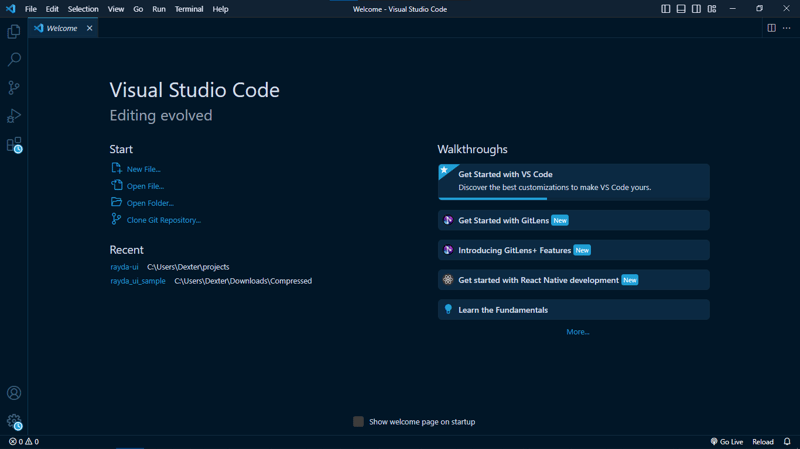 File Edit Selection View Go Run Terminal Help
Welcome - Visual Studio Code
Welcome
Visual Studio Code
Editing evolved
Start
New File...
Open File...
Open Folder...
Clone Git Repository...
Recent
rayda-ui C:\Users\Dexter\projects
rayda_ui_sample C:\Users\Dexter\Downloads\Compressed
Walkthroughs
Get Started with VS Code
Discover the best customizations to make VS Code yours.
Get Started with GitLens New
Introducing GitLens+ Features New
Get started with React Native development New
Learn the Fundamentals
More...
Show welcome page on startup
0 0
Go Live Reload